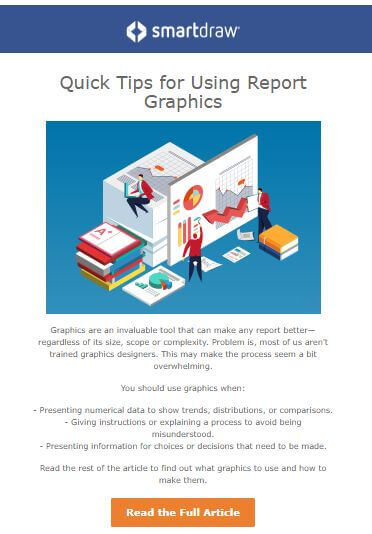 smartdraw
Quick Tips for Using Report
Graphics
A+
Graphics are an invaluable tool that can make any report better—
regardless of its size, scope or complexity. Problem is, most of us aren't
trained graphics designers. This may make the process seem a bit
overwhelming.
You should use graphics when:
- Presenting numerical data to show trends, distributions, or comparisons.
- Giving instructions or explaining a process to avoid being
misunderstood.
- Presenting information for choices or decisions that need to be made.
Read the rest of the article to find out what graphics to use and how to
make them.
Read the Full Article